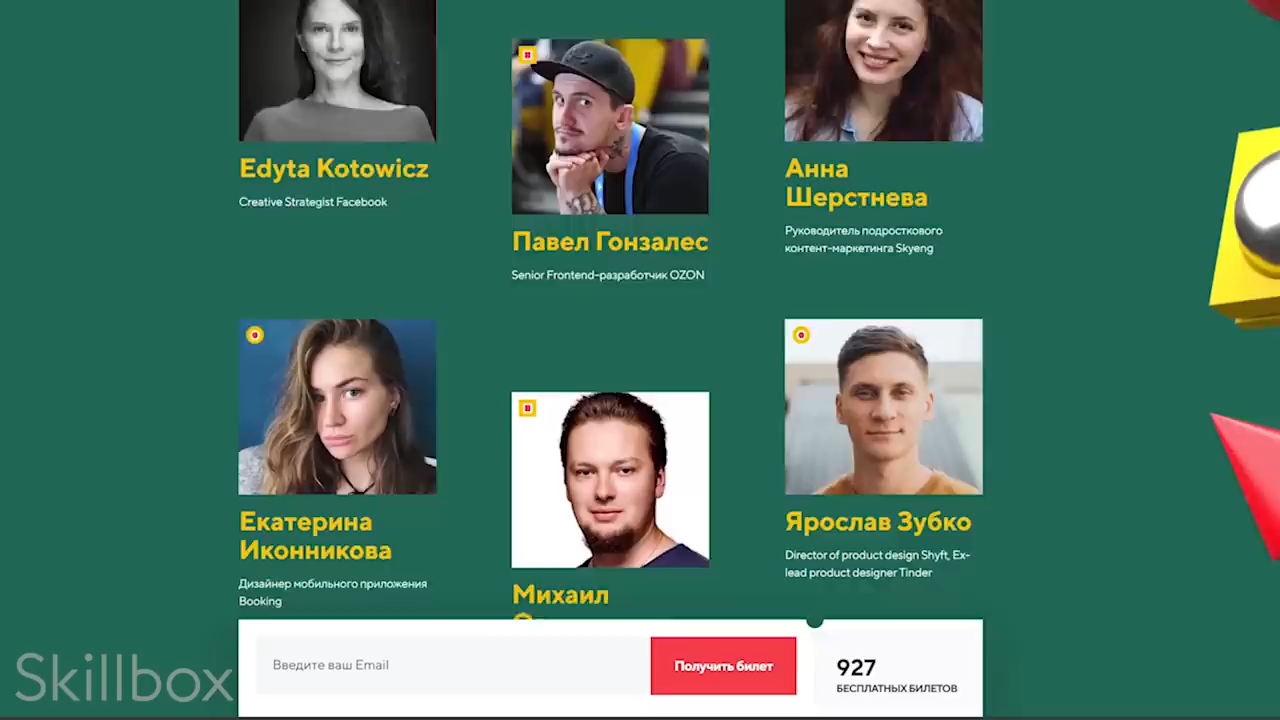 Edyta Kotowicz
Creative Strategist Facebook
Павел Гонзалес
Senior Frontend-разработчик OZON
Анна
Шерстнева
Руководитель подросткового
контент-маркетинга Skyeng
Екатерина
Иконникова
Дизайнер мобильного приложения
Booking
Михаил
Ярослав Зубко
Director of product design Shyft, Ex-
lead product designer Tinder
Введите ваш Email
Получить билет
927
БЕСПЛАТНЫХ БИЛЕТОВ
Skillbox